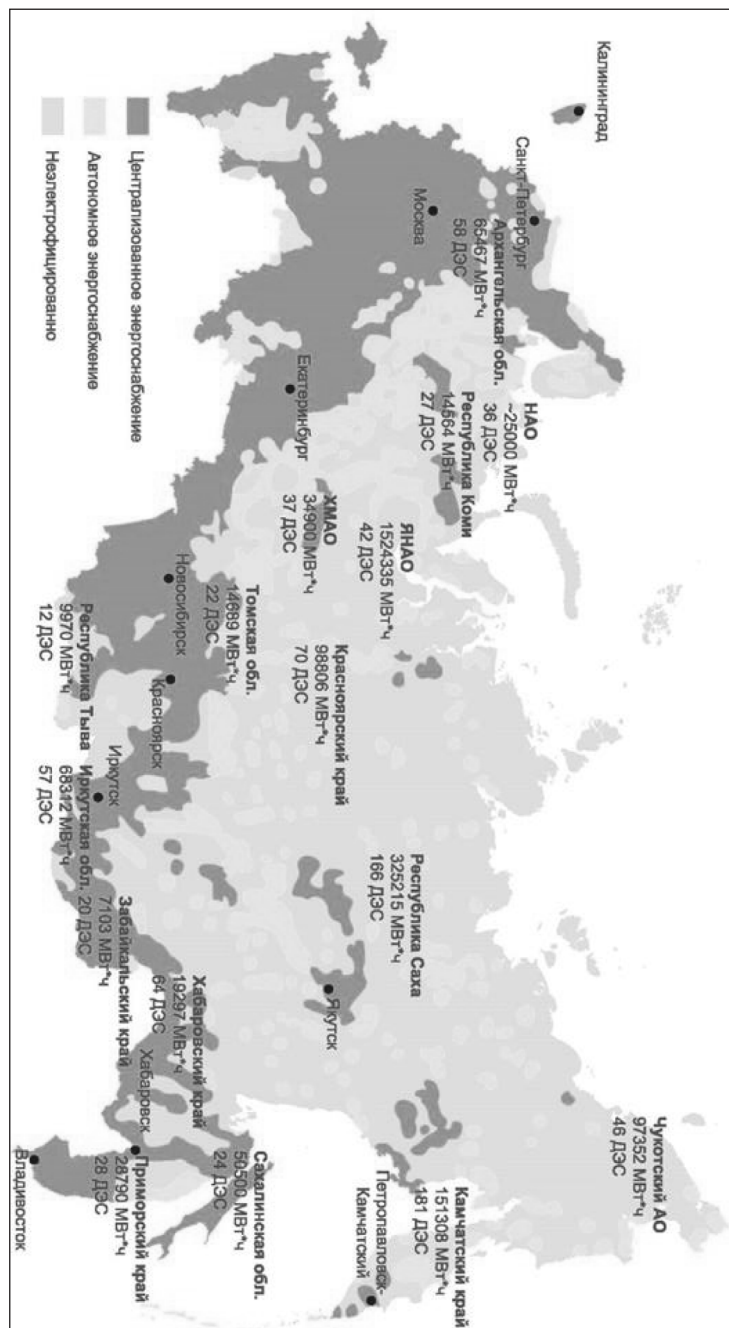 Калининград
Санкт-Петербург
Москва
Архангельская обл.
65467 МВт*ч
58 ДЭС
НАО
~25000 МВт*ч
36 ДЭС
Республика Коми
14564 МВт*ч
27 ДЭС
Екатеринбург
ЯНАО
1524335 МВт*ч
42 ДЭС
ХМАО
34900 МВт*ч
37 ДЭС
Томская обл.
14689 МВт*ч
22 ДЭС
Новосибирск
Красноярский край
98806 МВт*ч
70 ДЭС
Красноярск
Республика Тыва
9970 МВт*ч
12 ДЭС
Иркутск
Иркутская обл.
68312 МВт*ч
57 ДЭС
Республика Саха
325215 МВт*ч
166 ДЭС
Якутск
Забайкальский край
7103 МВт*ч
20 ДЭС
Хабаровский край
19297 МВт*ч
64 ДЭС
Хабаровск
Чукотский АО
97352 МВт*ч
46 ДЭС
Камчатский край
151308 МВт*ч
181 ДЭС
Петропавловск-
Камчатский
Сахалинская обл.
50500 МВт*ч
24 ДЭС
Приморский край
28790 МВт*ч
28 ДЭС
Владивосток
Централизованное энергоснабжение
Автономное энергоснабжение
Неэлектрофицированно